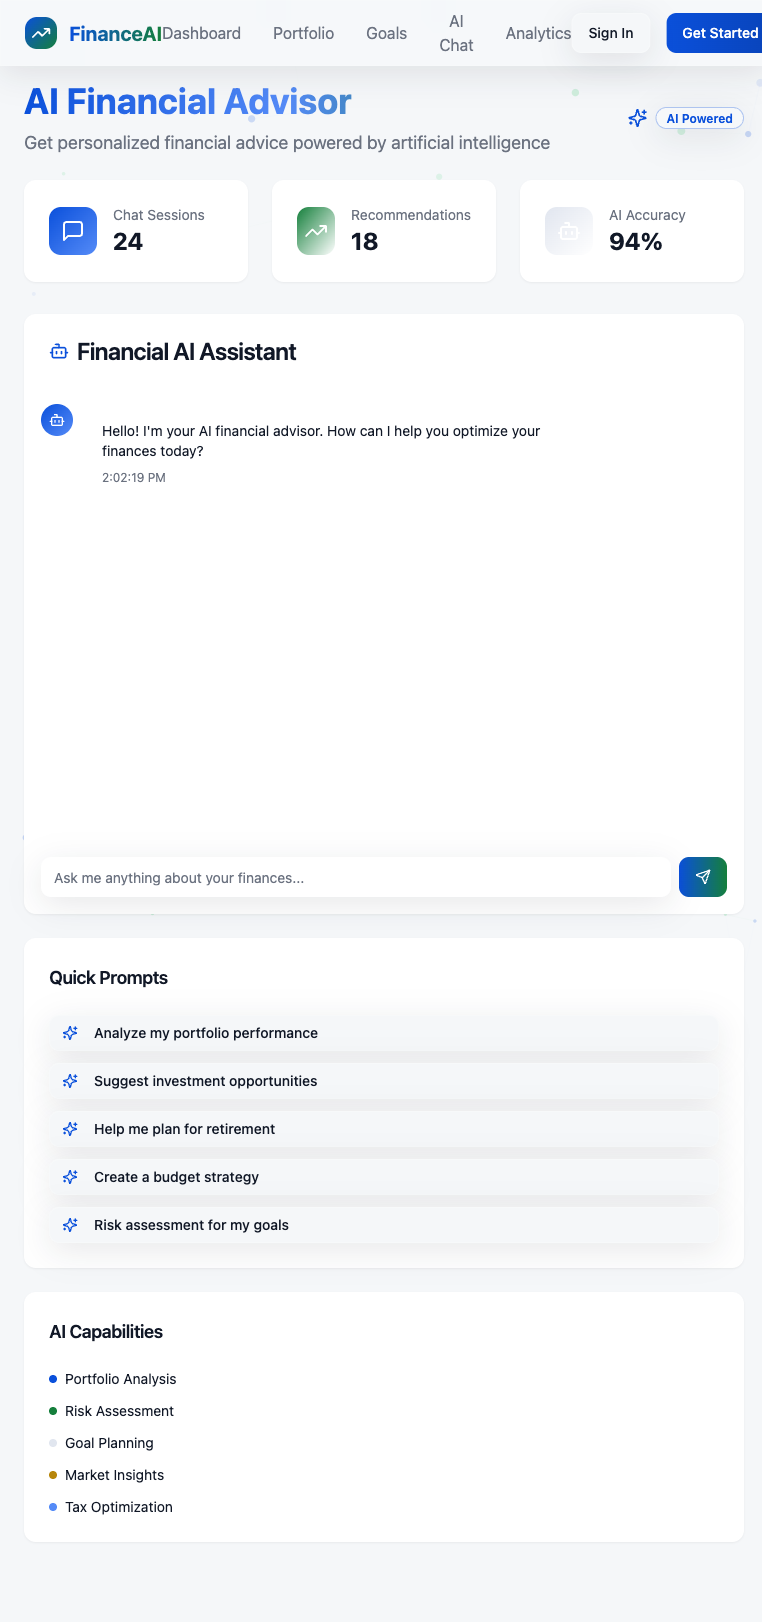 FinanceAI
Dashboard
Portfolio
Goals
AI
Chat
Analytics
Sign In
Get Started
AI Financial Advisor
Get personalized financial advice powered by artificial intelligence
AI Powered
Chat Sessions
24
Recommendations
18
AI Accuracy
94%
Financial AI Assistant
Hello! I'm your AI financial advisor. How can I help you optimize your
finances today?
2:02:19 PM
Ask me anything about your finances...
Quick Prompts
Analyze my portfolio performance
Suggest investment opportunities
Help me plan for retirement
Create a budget strategy
Risk assessment for my goals
AI Capabilities
Portfolio Analysis
Risk Assessment
Goal Planning
Market Insights
Tax Optimization